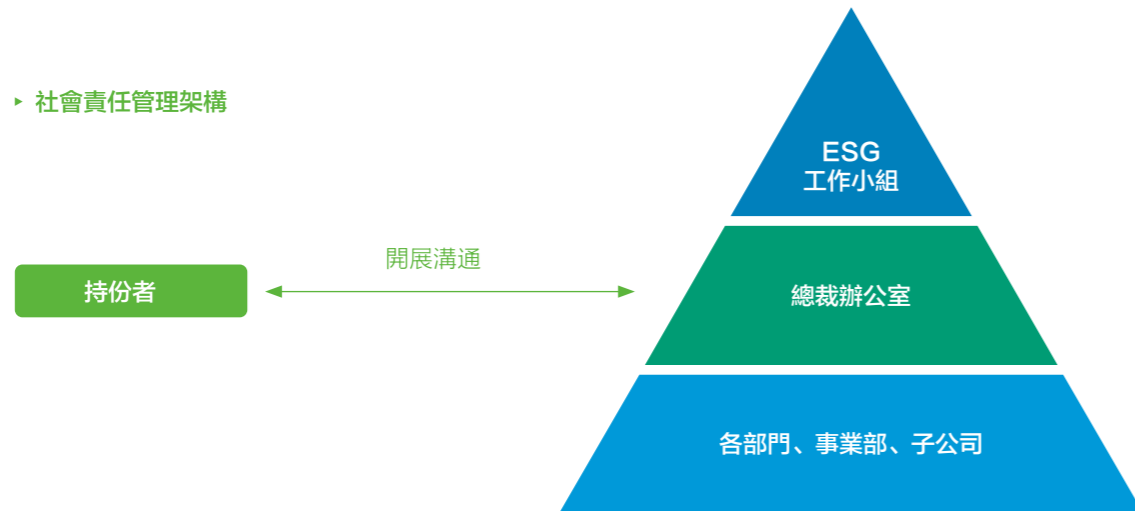 社會責任管理架構
ESG
工作小組
開展溝通
持份者
總裁辦公室
各部門、事業部、子公司